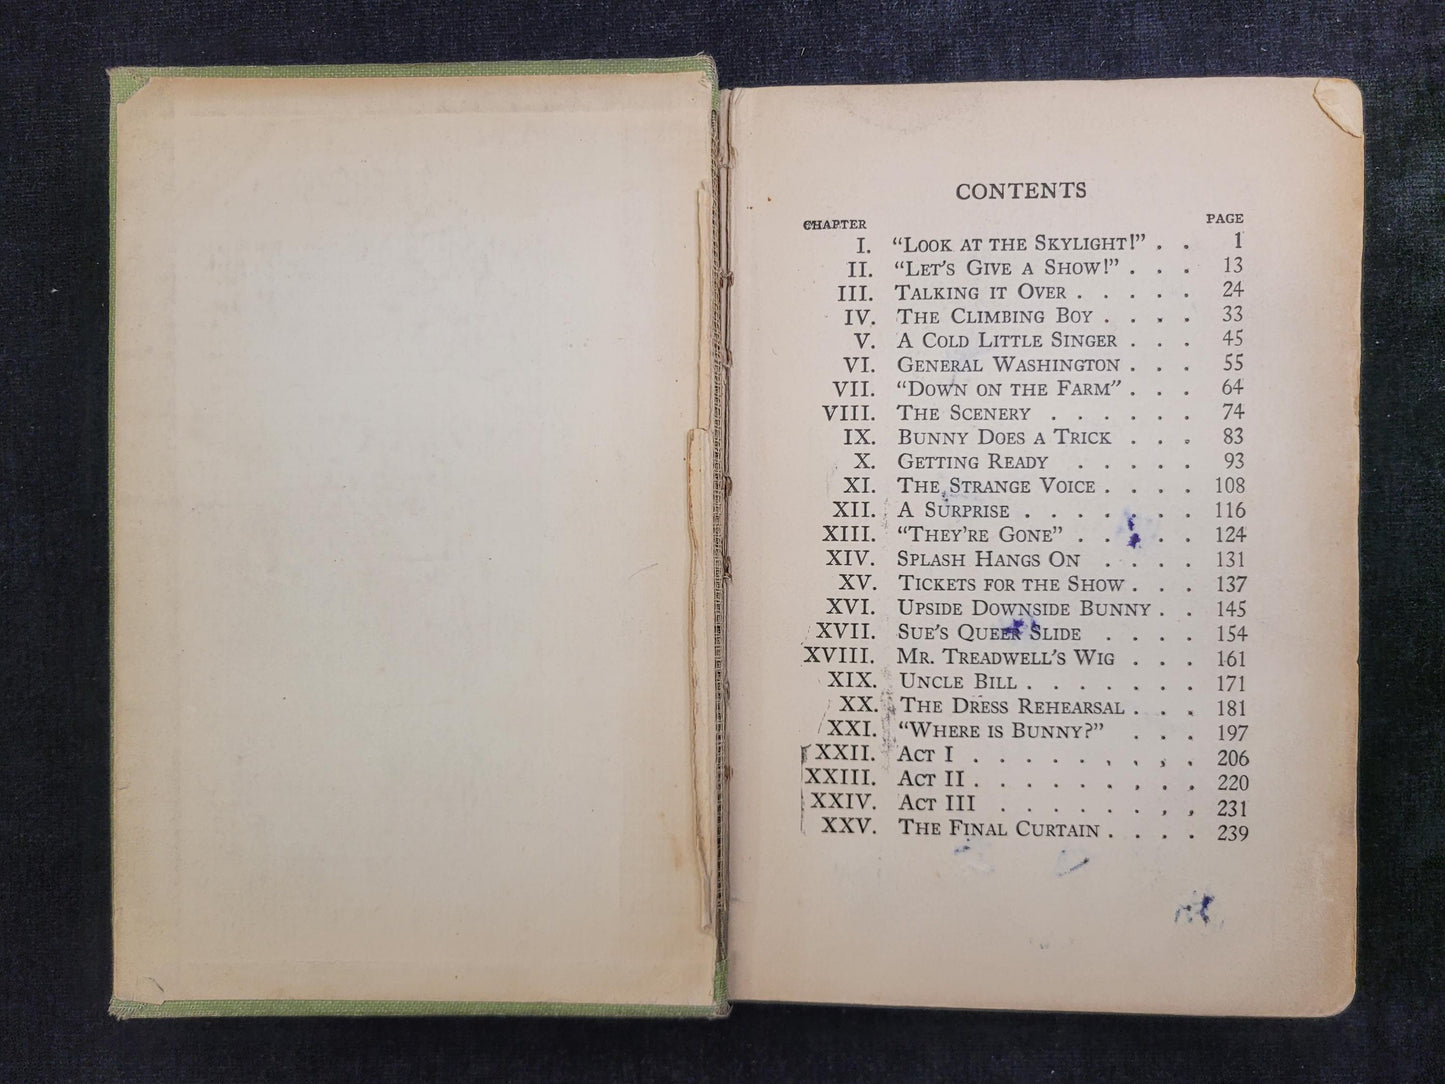 CONTENTS
CHAPTER PAGE
I. “LOOK AT THE SKYLIGHT!” . . 1
II. “LET’S GIVE A SHOW!” . . . 13
III. TALKING IT OVER . . . . . 24
IV. THE CLIMBING BOY . . . . 33
V. A COLD LITTLE SINGER . . . 45
VI. GENERAL WASHINGTON . . . 55
VII. “DOWN ON THE FARM” . . . 64
VIII. THE SCENERY . . . . . . 74
IX. BUNNY DOES A TRICK . . . 83
X. GETTING READY . . . . . 93
XI. THE STRANGE VOICE . . . . 108
XII. A SURPRISE . . . . . . . 116
XIII. “THEY’RE GONE” . . . . . 124
XIV. SPLASH HANGS ON . . . . 131
XV. TICKETS FOR THE SHOW . . . 137
XVI. UPSIDE DOWNSIDE BUNNY . . 145
XVII. SUE’S QUEER SLIDE . . . . 154
XVIII. MR. TREADWELL’S WIG . . . 161
XIX. UNCLE BILL . . . . . . . 171
XX. THE DRESS REHEARSAL . . . 181
XXI. “WHERE IS BUNNY?” . . . 197
XXII. ACT I . . . . . . . . . 206
XXIII. ACT II . . . . . . . . . 220
XXIV. ACT III . . . . . . . . 231
XXV. THE FINAL CURTAIN . . . . 239